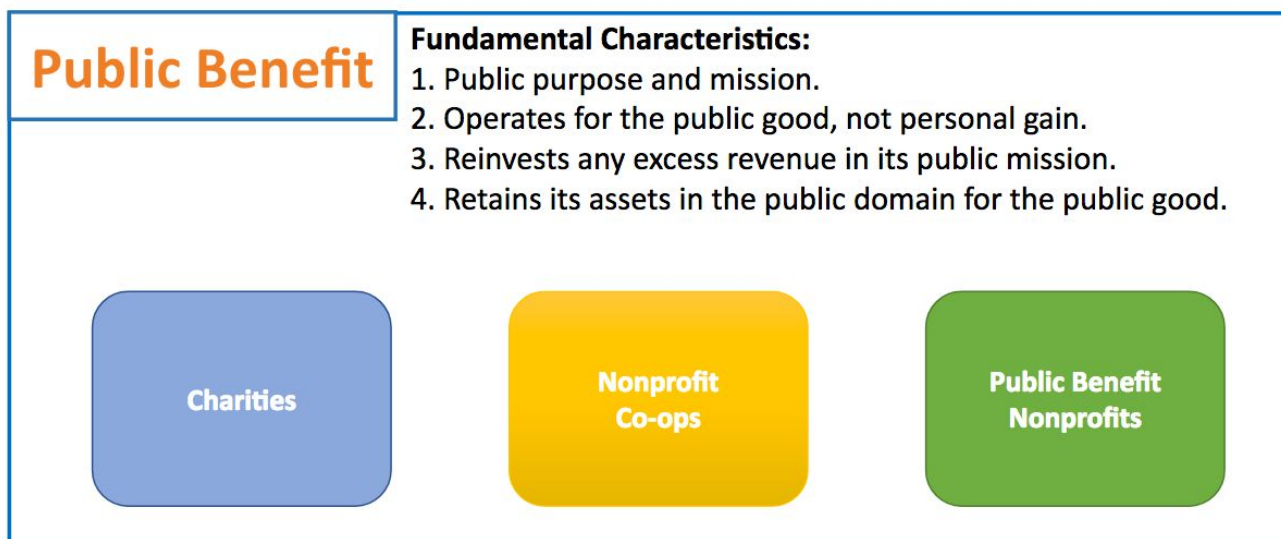 Public Benefit
Fundamental Characteristics:
1. Public purpose and mission.
2. Operates for the public good, not personal gain.
3. Reinvests any excess revenue in its public mission.
4. Retains its assets in the public domain for the public good.
Charities
Nonprofit
Co-ops
Public Benefit
Nonprofits